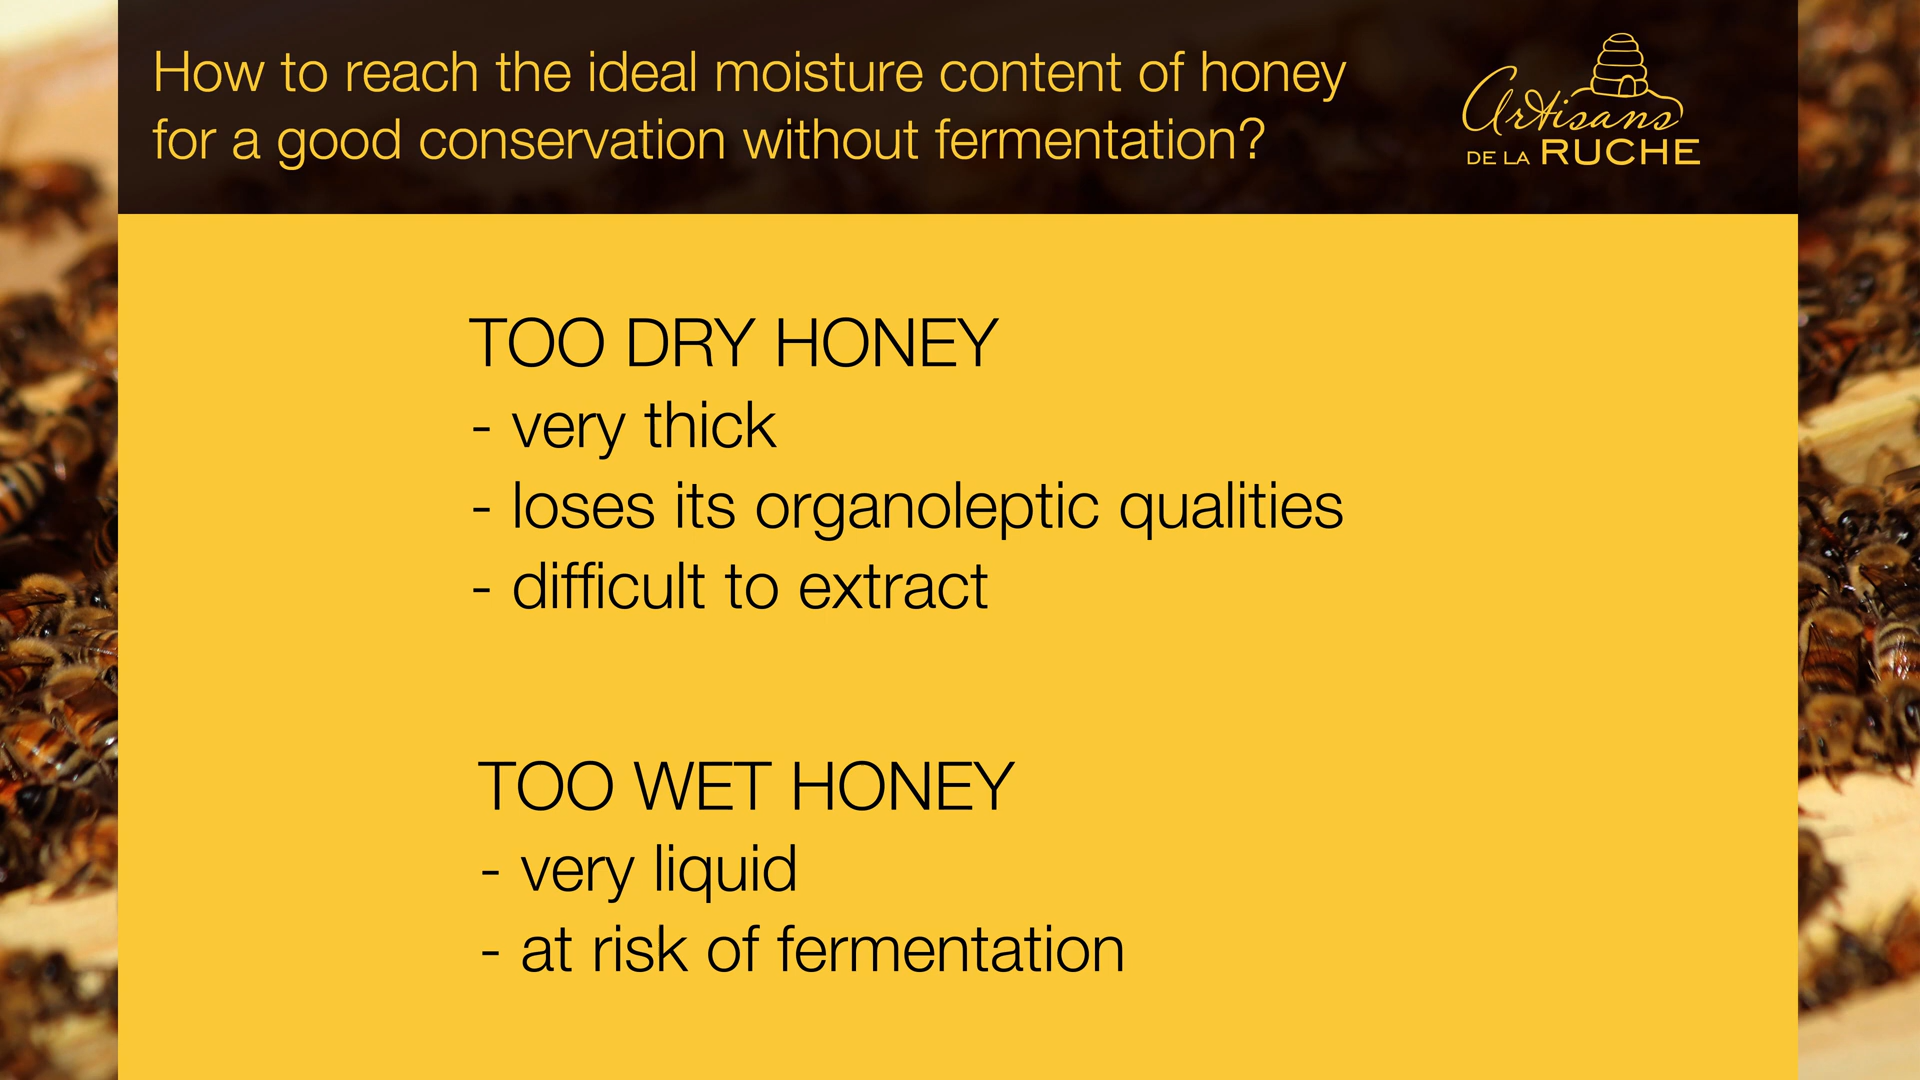 How to reach the ideal moisture content of honey
for a good conservation without fermentation?
Artisans
DE LA RUCHE
TOO DRY HONEY
- very thick
- loses its organoleptic qualities
- difficult to extract
TOO WET HONEY
- very liquid
- at risk of fermentation